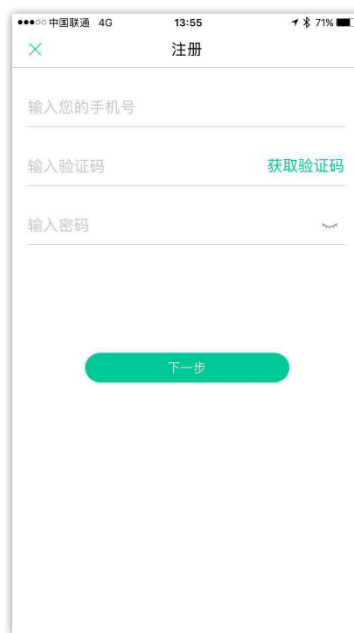 中国联通 4G 13:55 71%
注册
输入您的手机号
输入验证码 获取验证码
输入密码
下一步